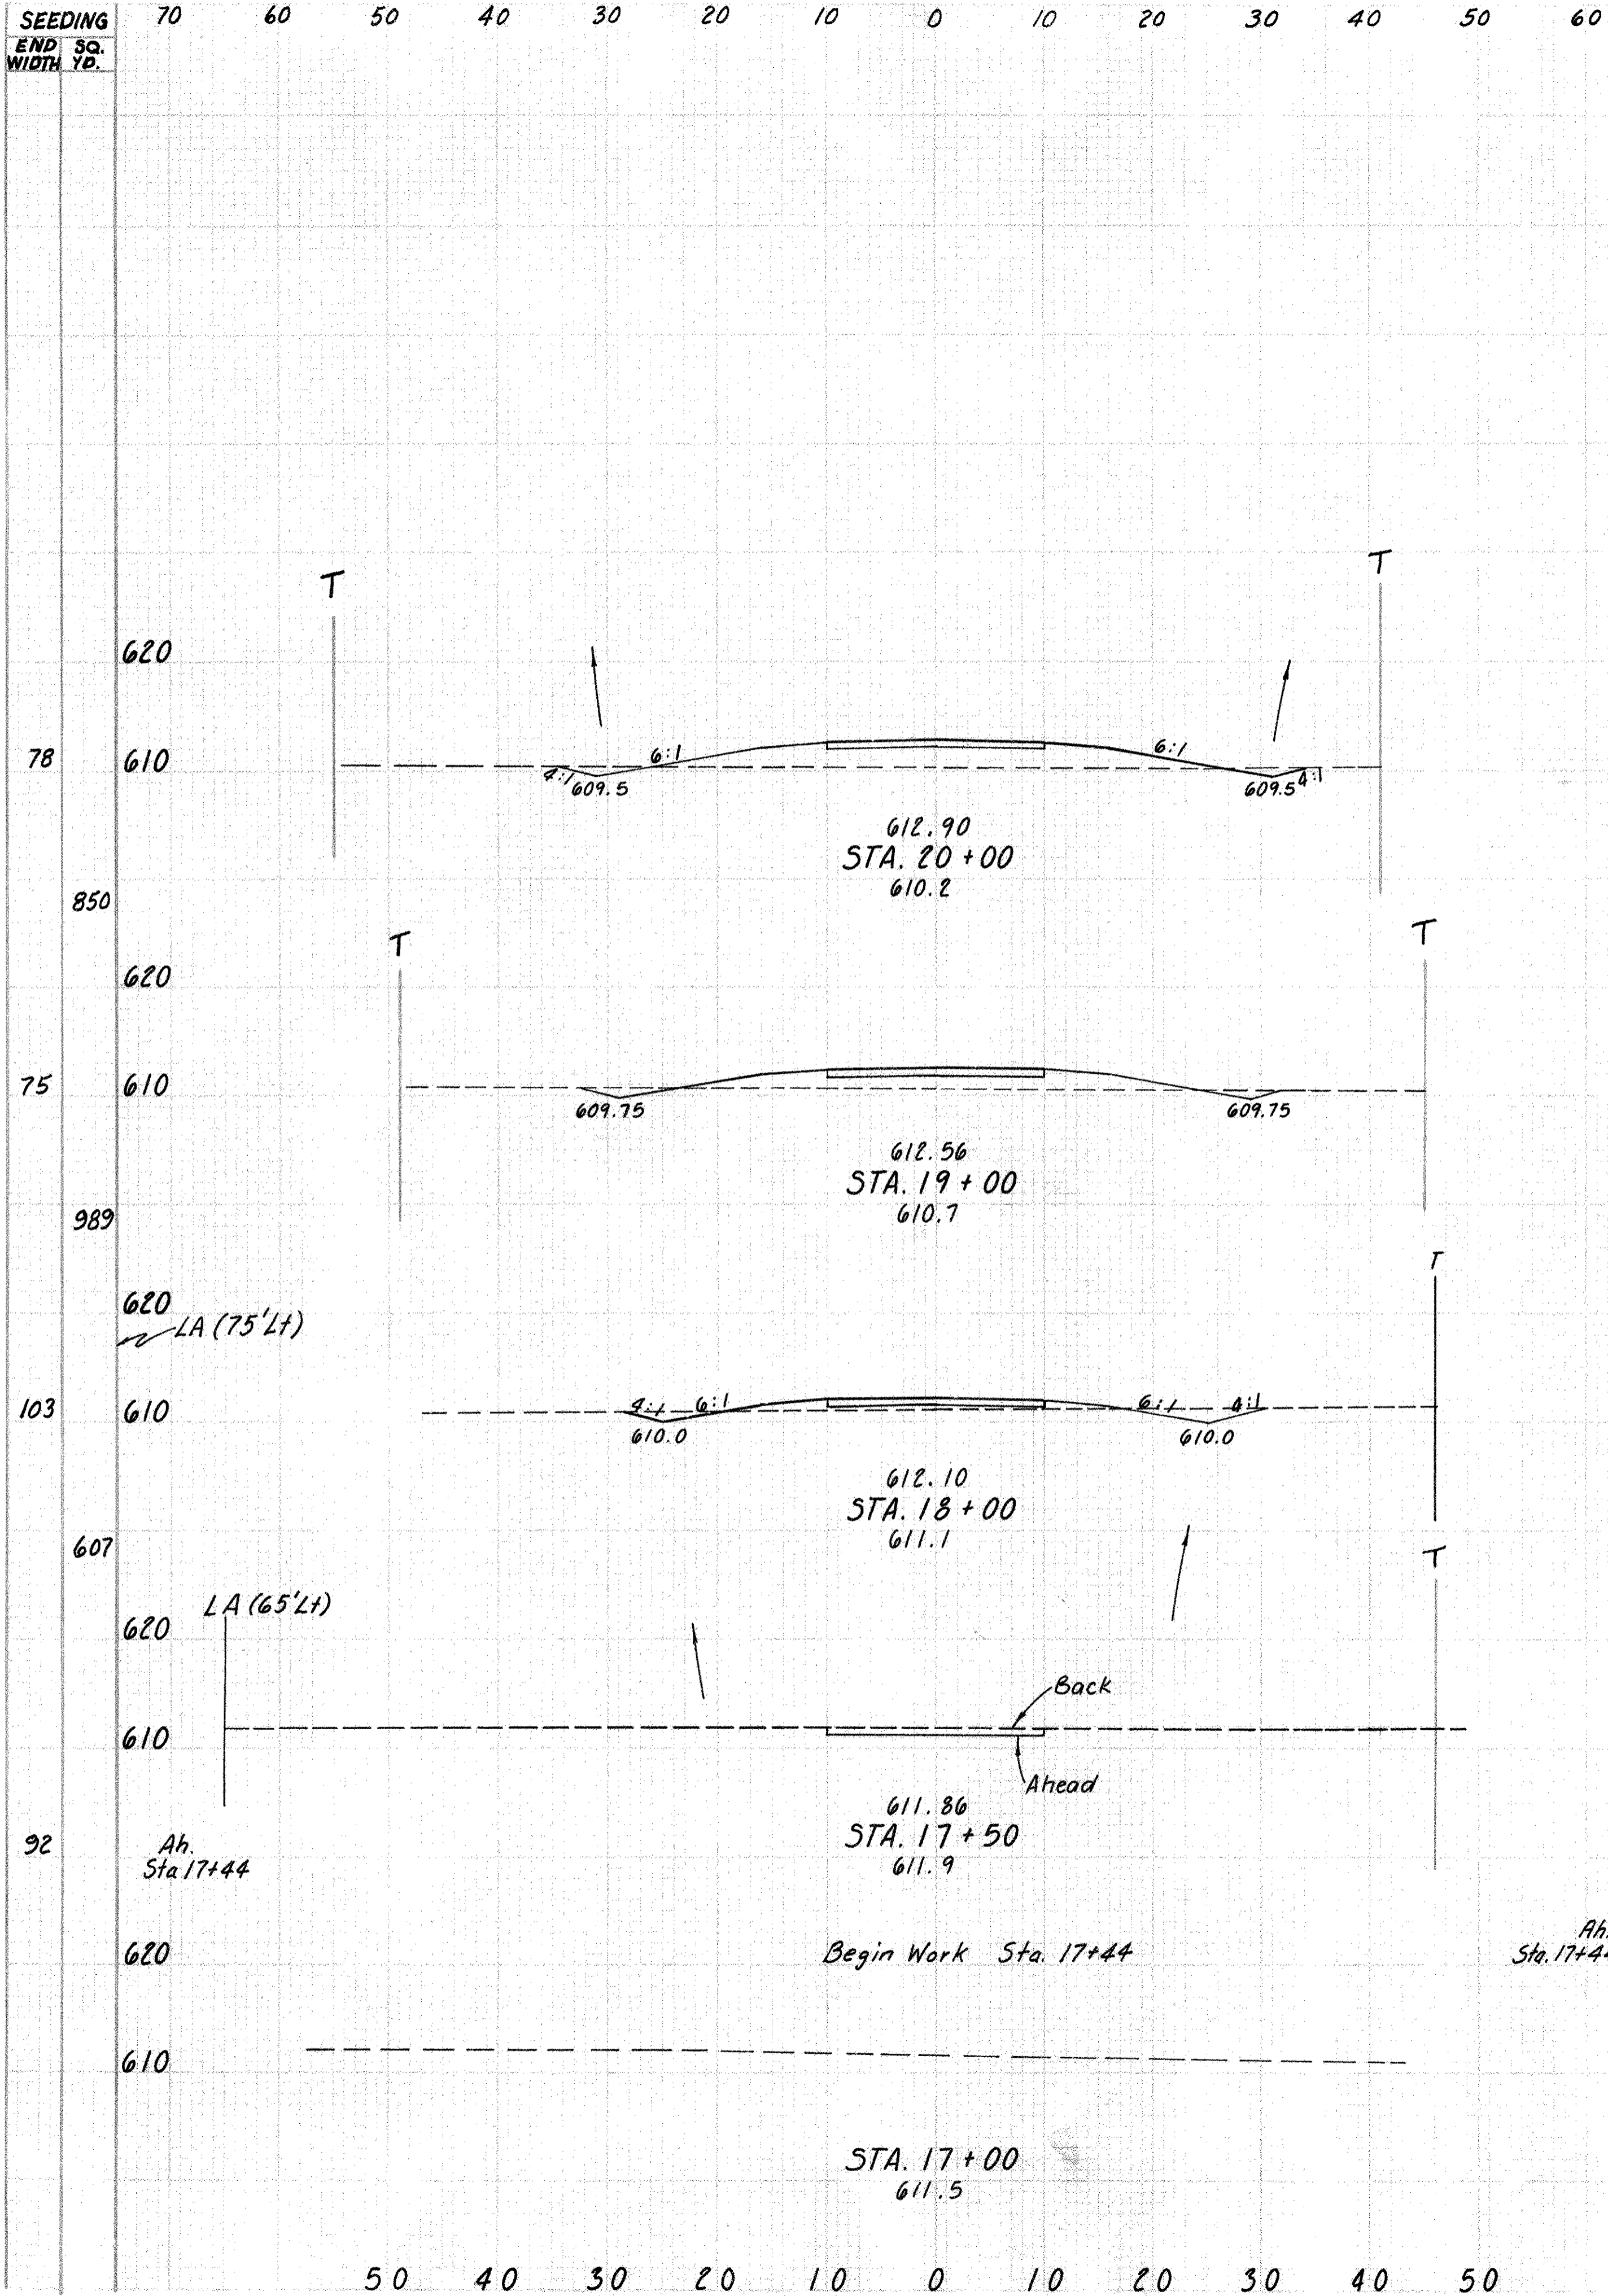 SEEDING 70 60 50 40 30 20 10 0 10 20 30 40 50 60
END WIDTH SQ. YD.
T
T
620
78 610
4:1
6:1
6:1
4:1
609.5
609.5
612.90
STA. 20+00
610.2
850
T
T
620
75 610
609.75
609.75
612.56
STA. 19+00
610.7
989
T
620
LA (75'Lt)
103 610
4:1
6:1
6:1
4:1
610.0
610.0
612.10
STA. 18+00
611.1
607
T
LA (65'Lt)
620
Back
610
Ahead
611.86
92
STA. 17+50
611.9
Ah.
Sta 17+44
620
Begin Work Sta. 17+44
Ah.
Sta. 17+44
610
STA. 17+00
611.5
50 40 30 20 10 0 10 20 30 40 50